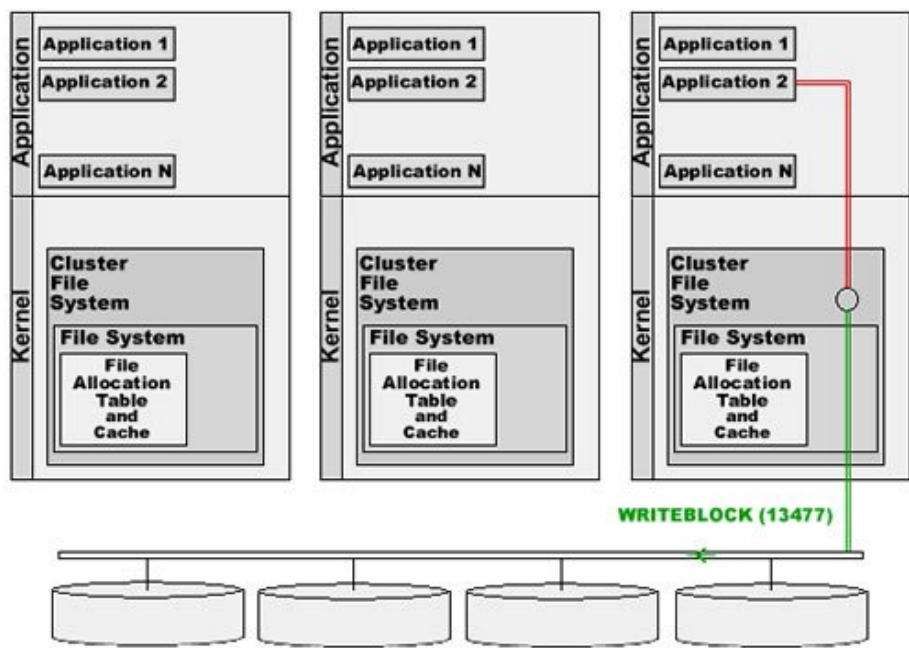 Application
Application 1
Application 2
Application N
Kernel
Cluster
File
System
File System
File
Allocation
Table
and
Cache
Application
Application 1
Application 2
Application N
Kernel
Cluster
File
System
File System
File
Allocation
Table
and
Cache
Application
Application 1
Application 2
Application N
Kernel
Cluster
File
System
File System
File
Allocation
Table
and
Cache
WRITEBLOCK (13477)